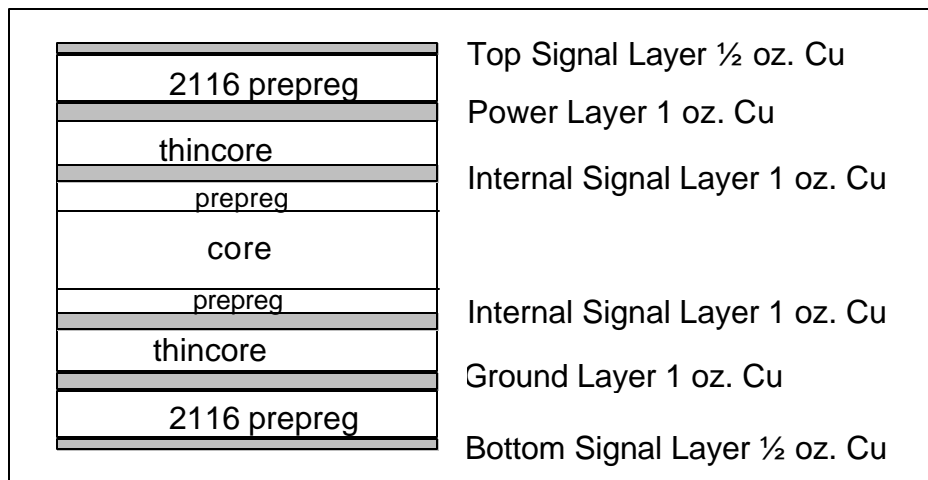 Top Signal Layer ½ oz. Cu
2116 prepreg
Power Layer 1 oz. Cu
thincore
Internal Signal Layer 1 oz. Cu
prepreg
core
prepreg
Internal Signal Layer 1 oz. Cu
thincore
Ground Layer 1 oz. Cu
2116 prepreg
Bottom Signal Layer ½ oz. Cu